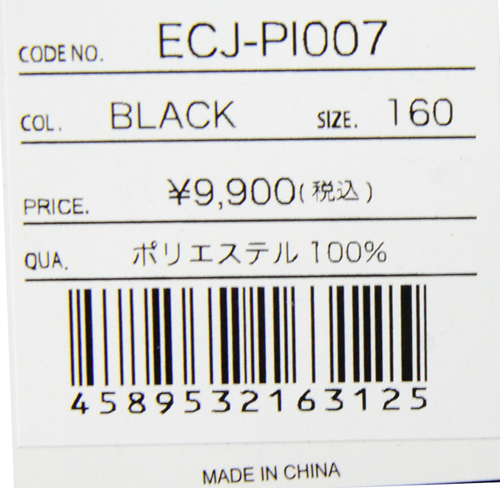 CODE NO. ECJ-PI007
COL. BLACK SIZE. 160
PRICE. ¥9,900(税込)
QUA. ポリエステル 100%
4589532163125
MADE IN CHINA